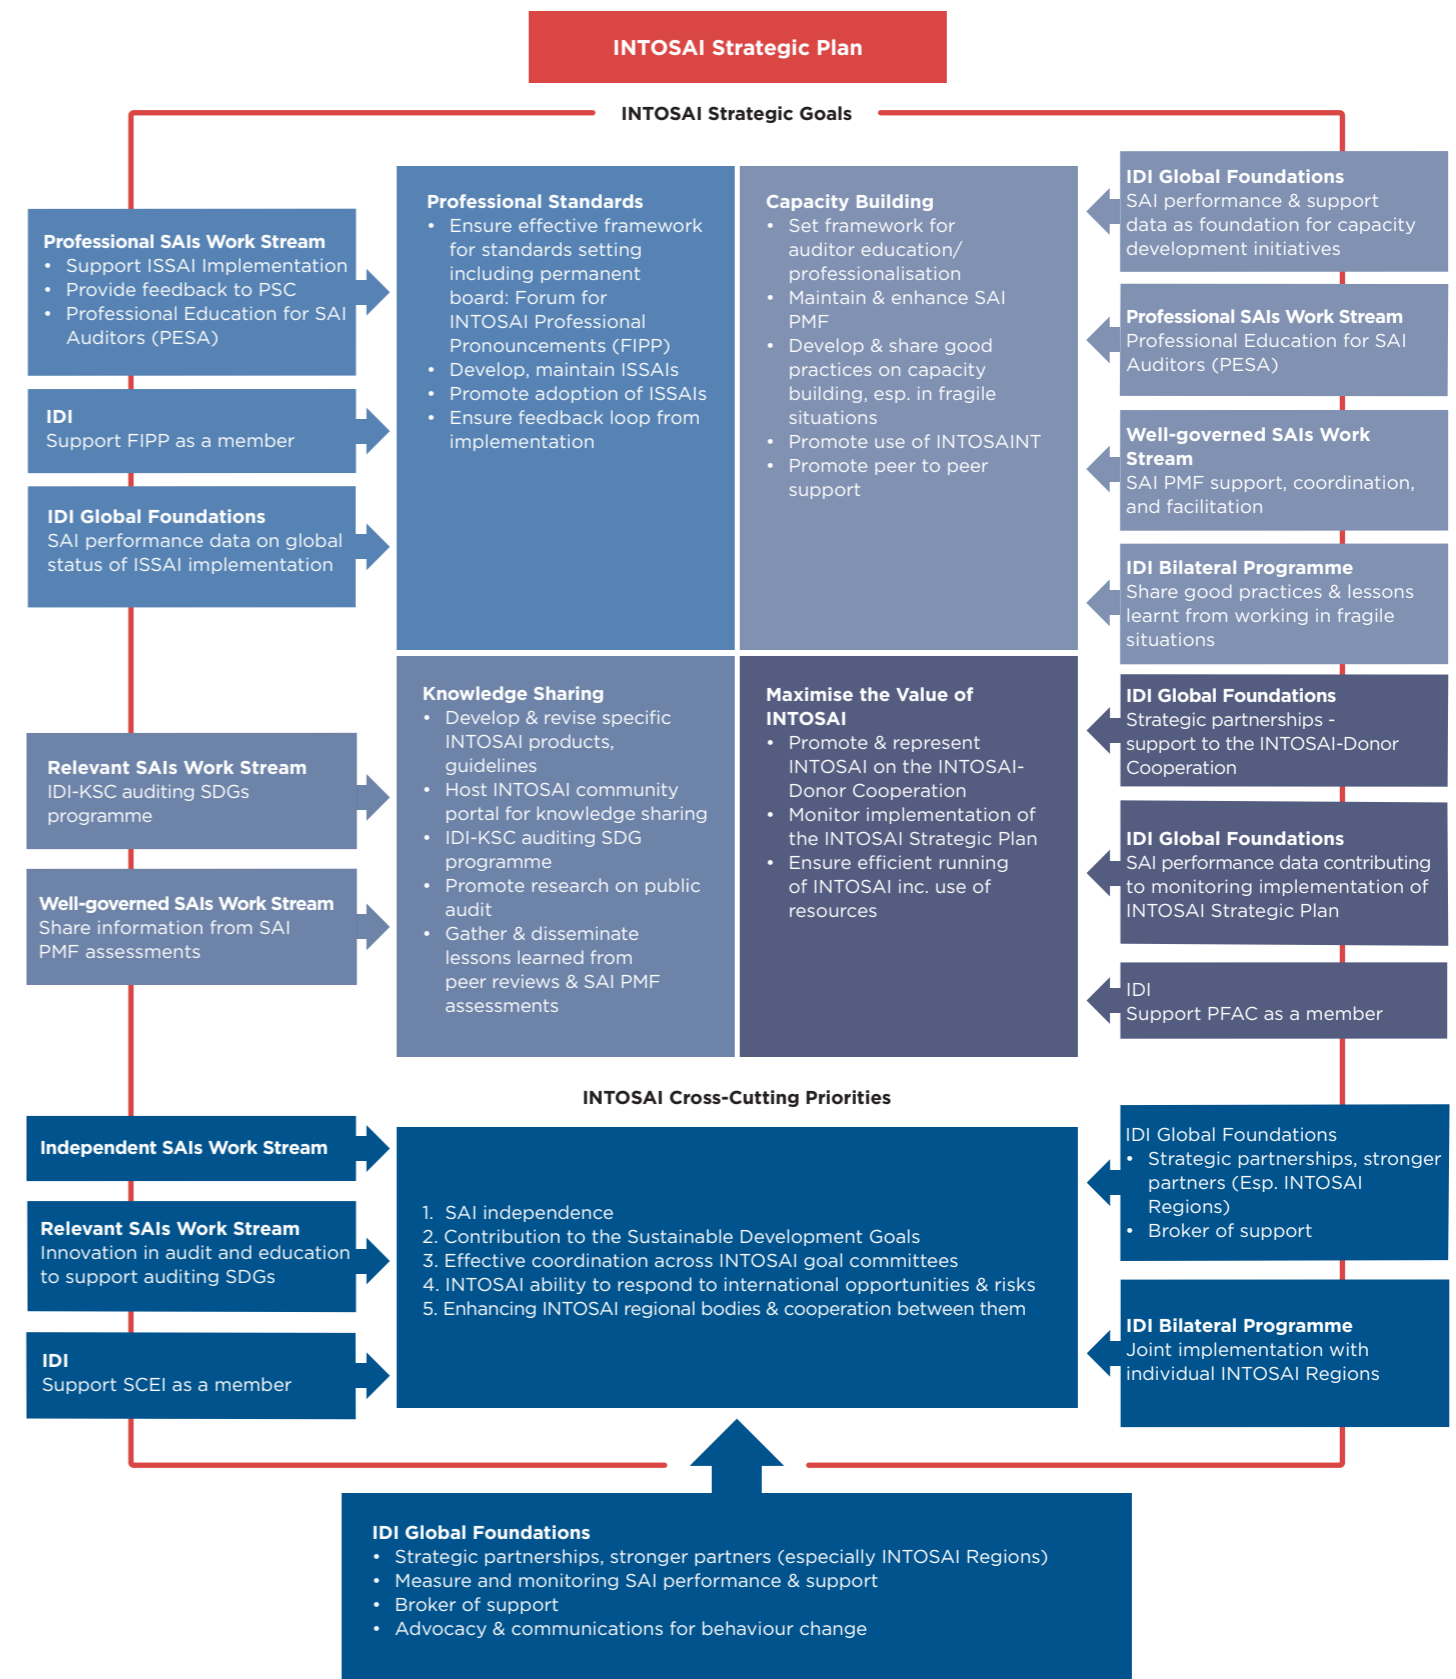 INTOSAI Strategic Plan
INTOSAI Strategic Goals
Professional SAIs Work Stream
• Support ISSAI Implementation
• Provide feedback to PSC
• Professional Education for SAI
Auditors (PESA)
IDI
Support FIPP as a member
IDI Global Foundations
SAI performance data on global
status of ISSAI implementation
Professional Standards
• Ensure effective framework
for standards setting
including permanent
board: Forum for
INTOSAI Professional
Pronouncements (FIPP)
• Develop, maintain ISSAIs
• Promote adoption of ISSAIs
• Ensure feedback loop from
implementation
Capacity Building
• Set framework for
auditor education/
professionalisation
• Maintain & enhance SAI
PMF
• Develop & share good
practices on capacity
building, esp. in fragile
situations
• Promote use of INTOSAINT
• Promote peer to peer
support
IDI Global Foundations
SAI performance & support
data as foundation for capacity
development initiatives
Professional SAIs Work Stream
Professional Education for SAI
Auditors (PESA)
Well-governed SAIs Work
Stream
SAI PMF support, coordination,
and facilitation
IDI Bilateral Programme
Share good practices & lessons
learnt from working in fragile
situations
Relevant SAIs Work Stream
IDI-KSC auditing SDGs
programme
Well-governed SAIs Work Stream
Share information from SAI
PMF assessments
Knowledge Sharing
• Develop & revise specific
INTOSAI products,
guidelines
• Host INTOSAI community
portal for knowledge sharing
• IDI-KSC auditing SDG
programme
• Promote research on public
audit
• Gather & disseminate
lessons learned from
peer reviews & SAI PMF
assessments
Maximise the Value of
INTOSAI
• Promote & represent
INTOSAI on the INTOSAI-
Donor Cooperation
• Monitor implementation of
the INTOSAI Strategic Plan
• Ensure efficient running
of INTOSAI inc. use of
resources
IDI Global Foundations
Strategic partnerships -
support to the INTOSAI-Donor
Cooperation
IDI Global Foundations
SAI performance data contributing
to monitoring implementation of
INTOSAI Strategic Plan
IDI
Support PFAC as a member
INTOSAI Cross-Cutting Priorities
Independent SAIs Work Stream
Relevant SAIs Work Stream
Innovation in audit and education
to support auditing SDGs
IDI
Support SCEI as a member
1. SAI independence
2. Contribution to the Sustainable Development Goals
3. Effective coordination across INTOSAI goal committees
4. INTOSAI ability to respond to international opportunities & risks
5. Enhancing INTOSAI regional bodies & cooperation between them
IDI Global Foundations
• Strategic partnerships, stronger
partners (Esp. INTOSAI
Regions)
• Broker of support
IDI Bilateral Programme
Joint implementation with
individual INTOSAI Regions
IDI Global Foundations
• Strategic partnerships, stronger partners (especially INTOSAI Regions)
• Measure and monitoring SAI performance & support
• Broker of support
• Advocacy & communications for behaviour change